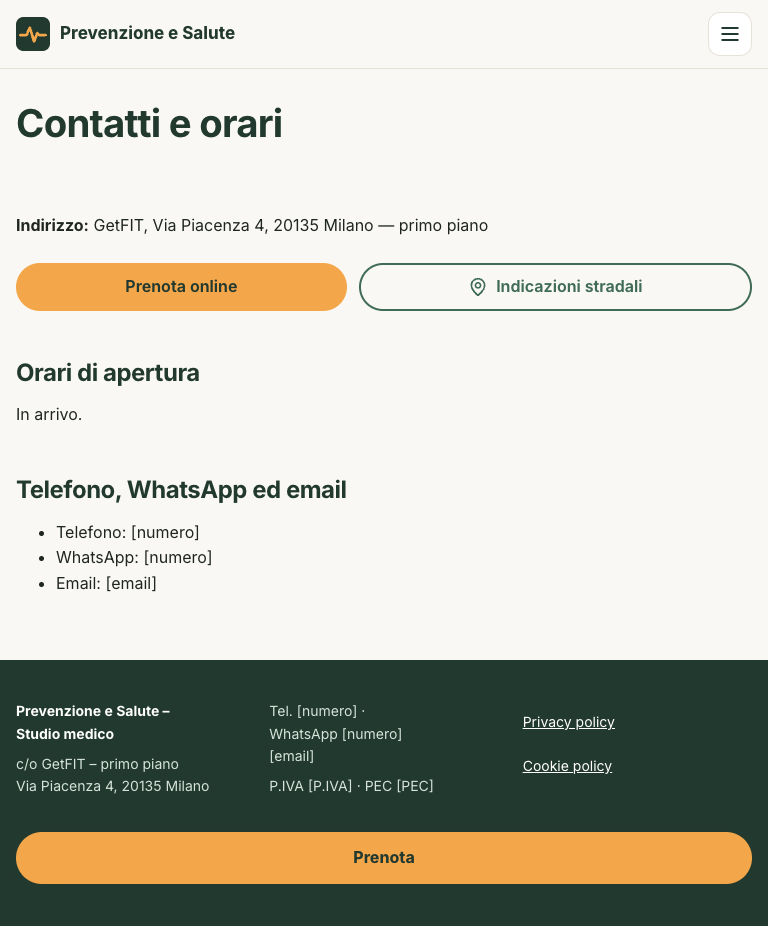 Prevenzione e Salute
Contatti e orari
Indirizzo: GetFIT, Via Piacenza 4, 20135 Milano — primo piano
Prenota online
Indicazioni stradali
Orari di apertura
In arrivo.
Telefono, WhatsApp ed email
• Telefono: [numero]
• WhatsApp: [numero]
• Email: [email]
Prevenzione e Salute –
Studio medico
c/o GetFIT – primo piano
Via Piacenza 4, 20135 Milano
Tel. [numero] ·
WhatsApp [numero]
[email]
P.IVA [P.IVA] · PEC [PEC]
Privacy policy
Cookie policy
Prenota